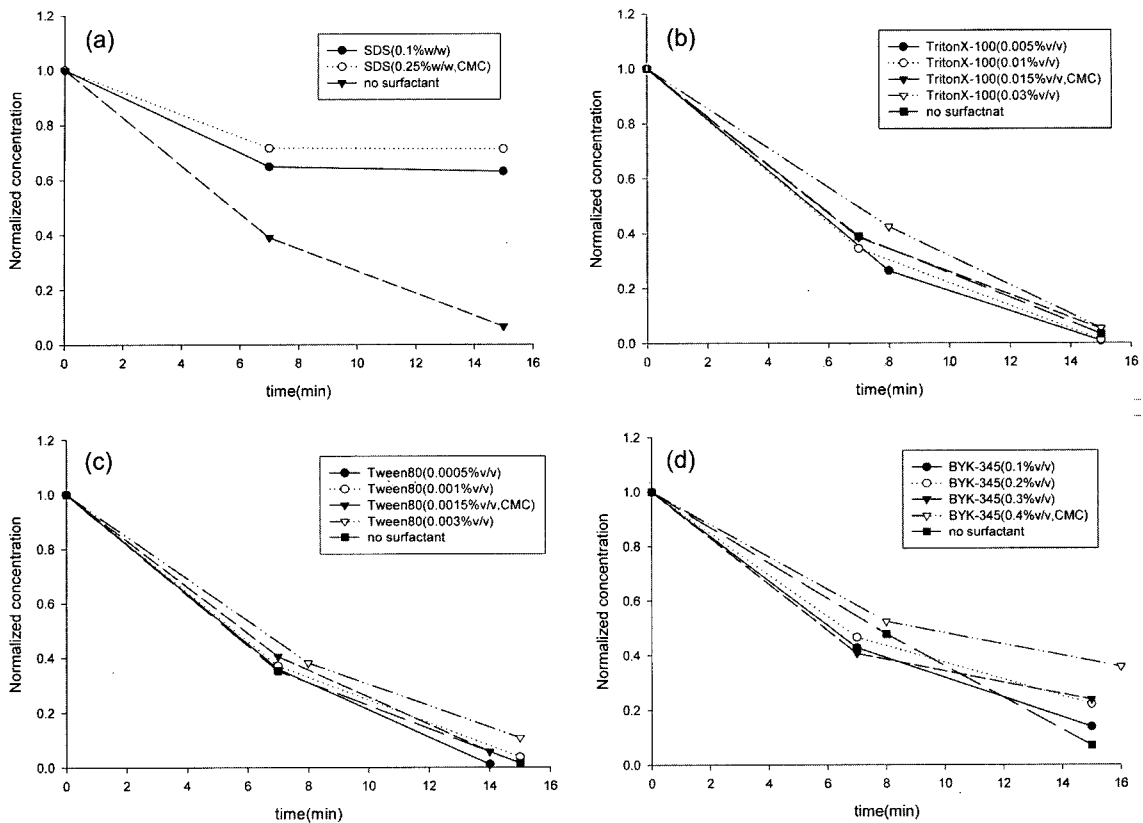 (a)
SDS(0.1%w/w)
SDS(0.25%w/w,CMC)
no surfactant
Normalized concentration
1.2
1.0
0.8
0.6
0.4
0.2
0.0
0 2 4 6 8 10 12 14 16
time(min)
(b)
TritonX-100(0.005%v/v)
TritonX-100(0.01%v/v)
TritonX-100(0.015%v/v,CMC)
TritonX-100(0.03%v/v)
no surfactnat
Normalized concentration
1.2
1.0
0.8
0.6
0.4
0.2
0.0
0 2 4 6 8 10 12 14 16
time(min)
(c)
Tween80(0.0005%v/v)
Tween80(0.001%v/v)
Tween80(0.0015%v/v,CMC)
Tween80(0.003%v/v)
no surfactant
Normalized concentration
1.2
1.0
0.8
0.6
0.4
0.2
0.0
0 2 4 6 8 10 12 14 16
time(min)
(d)
BYK-345(0.1%v/v)
BYK-345(0.2%v/v)
BYK-345(0.3%v/v)
BYK-345(0.4%v/v,CMC)
no surfactant
Normalized concentration
1.2
1.0
0.8
0.6
0.4
0.2
0.0
0 2 4 6 8 10 12 14 16
time(min)